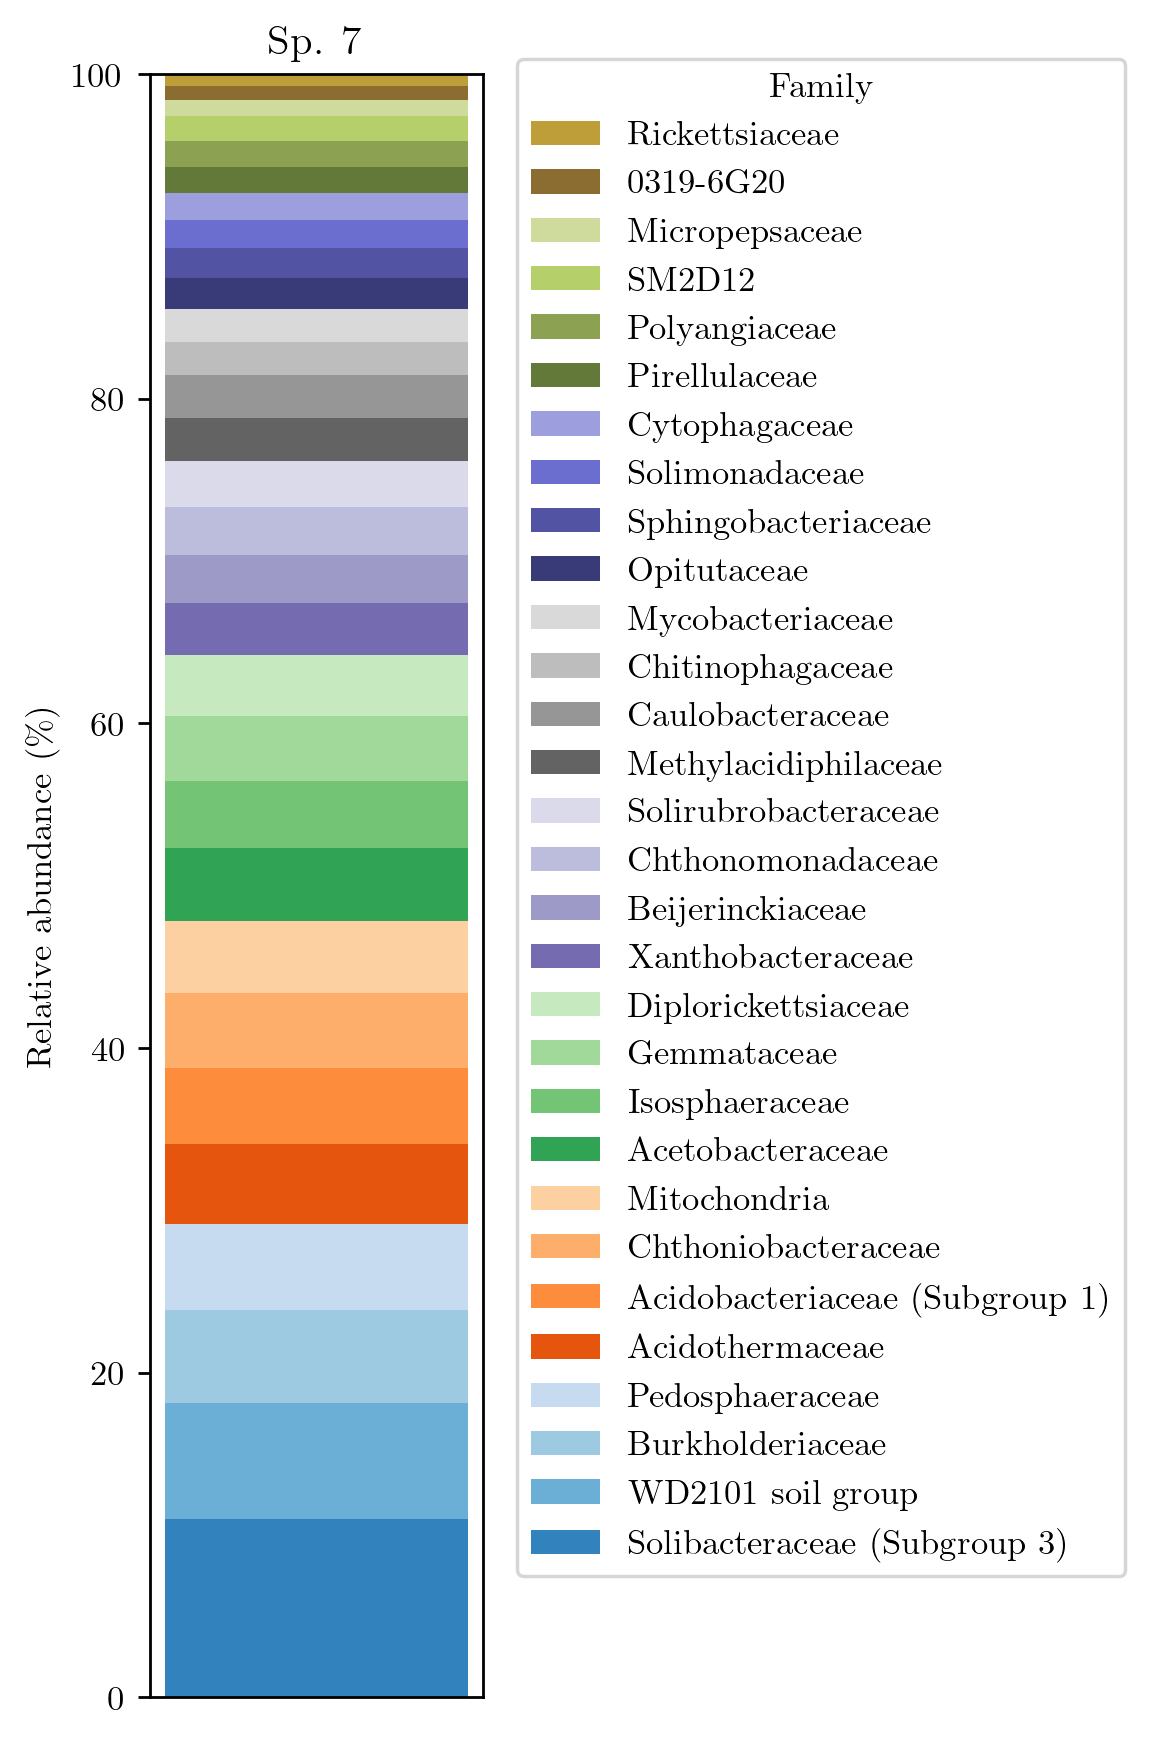 Sp. 7
100
80
60
40
20
0
Relative abundance (%)
Family
Rickettsiaceae
0319-6G20
Micropepsaceae
SM2D12
Polyangiaceae
Pirellulaceae
Cytophagaceae
Solimonadaceae
Sphingobacteriaceae
Opitutaceae
Mycobacteriaceae
Chitinophagaceae
Caulobacteraceae
Methylacidiphilaceae
Solirubrobacteraceae
Chthonomonadaceae
Beijerinckiaceae
Xanthobacteraceae
Diplorickettsiaceae
Gemmataceae
Isosphaeraceae
Acetobacteraceae
Mitochondria
Chthoniobacteraceae
Acidobacteriaceae (Subgroup 1)
Acidothermaceae
Pedosphaeraceae
Burkholderiaceae
WD2101 soil group
Solibacteraceae (Subgroup 3)